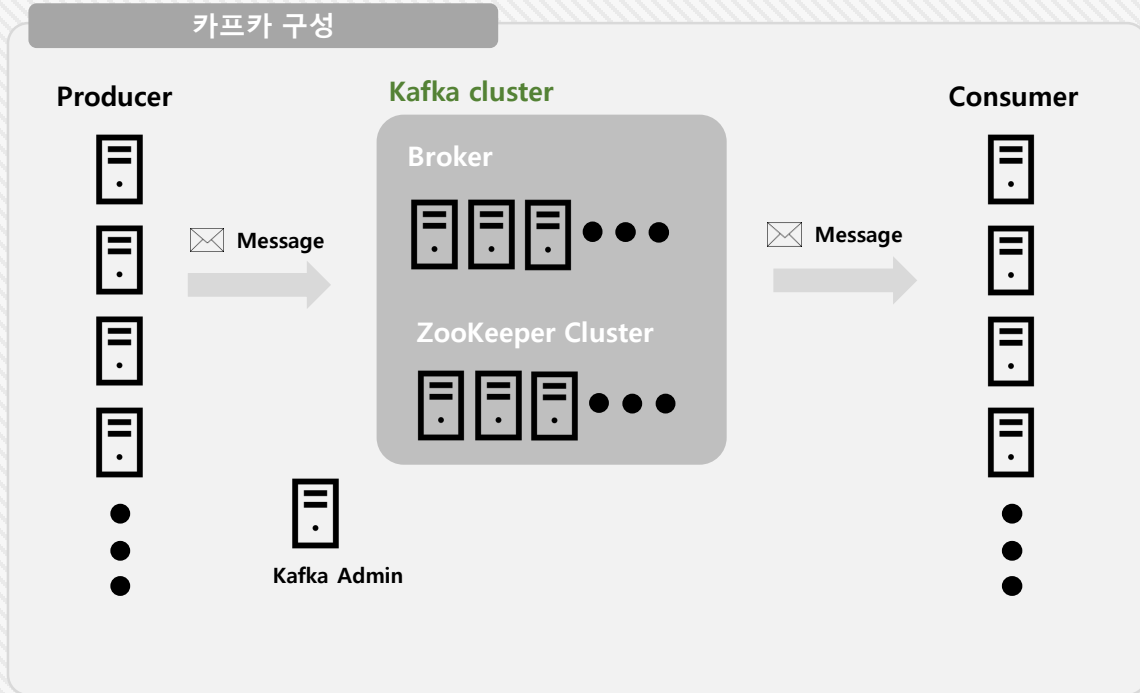 카프카 구성
Producer
Kafka cluster
Consumer
Broker
Message
Message
ZooKeeper Cluster
Kafka Admin